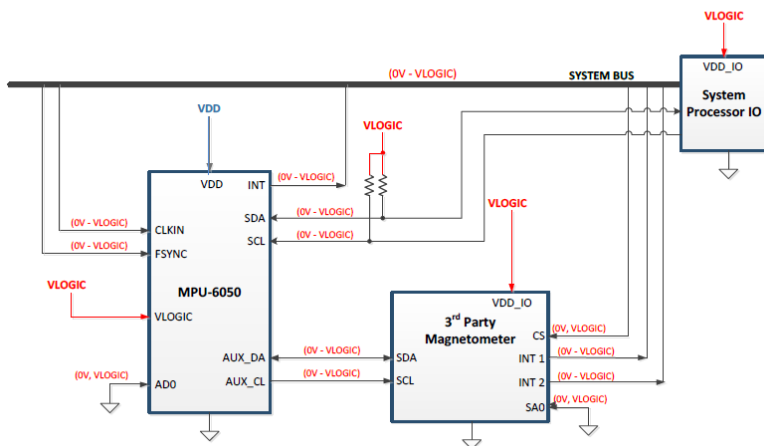 VLOGIC
(0V - VLOGIC)
SYSTEM BUS
VDD_IO
System
Processor IO
VDD
VLOGIC
VDD
INT
(0V - VLOGIC)
(0V - VLOGIC)
CLKIN
SDA
(0V - VLOGIC)
VLOGIC
(0V - VLOGIC)
FSYNC
SCL
(0V - VLOGIC)
MPU-6050
VLOGIC
VLOGIC
VDD_IO
3rd Party
Magnetometer
CS
(0V, VLOGIC)
AUX_DA
(0V - VLOGIC)
SDA
INT 1
(0V - VLOGIC)
(0V, VLOGIC)
AD0
AUX_CL
(0V - VLOGIC)
SCL
INT 2
(0V - VLOGIC)
SA0
(0V, VLOGIC)